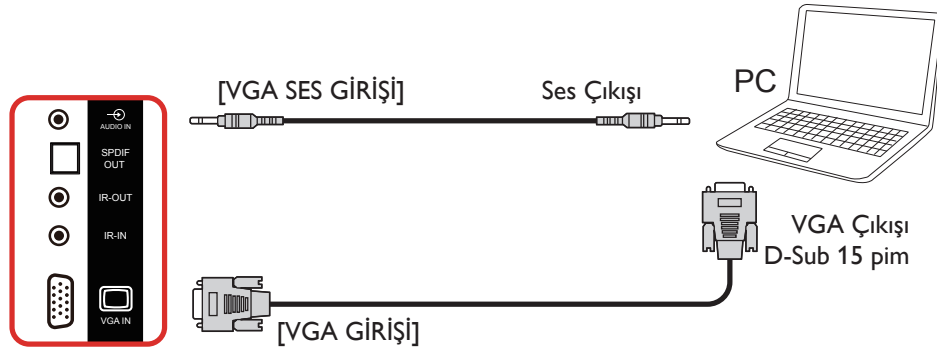 [VGA SES GİRİŞİ]
Ses Çıkışı
PC
AUDIO IN
SPDIF
OUT
IR-OUT
IR-IN
VGA IN
VGA Çıkışı
D-Sub 15 pim
[VGA GİRİŞİ]